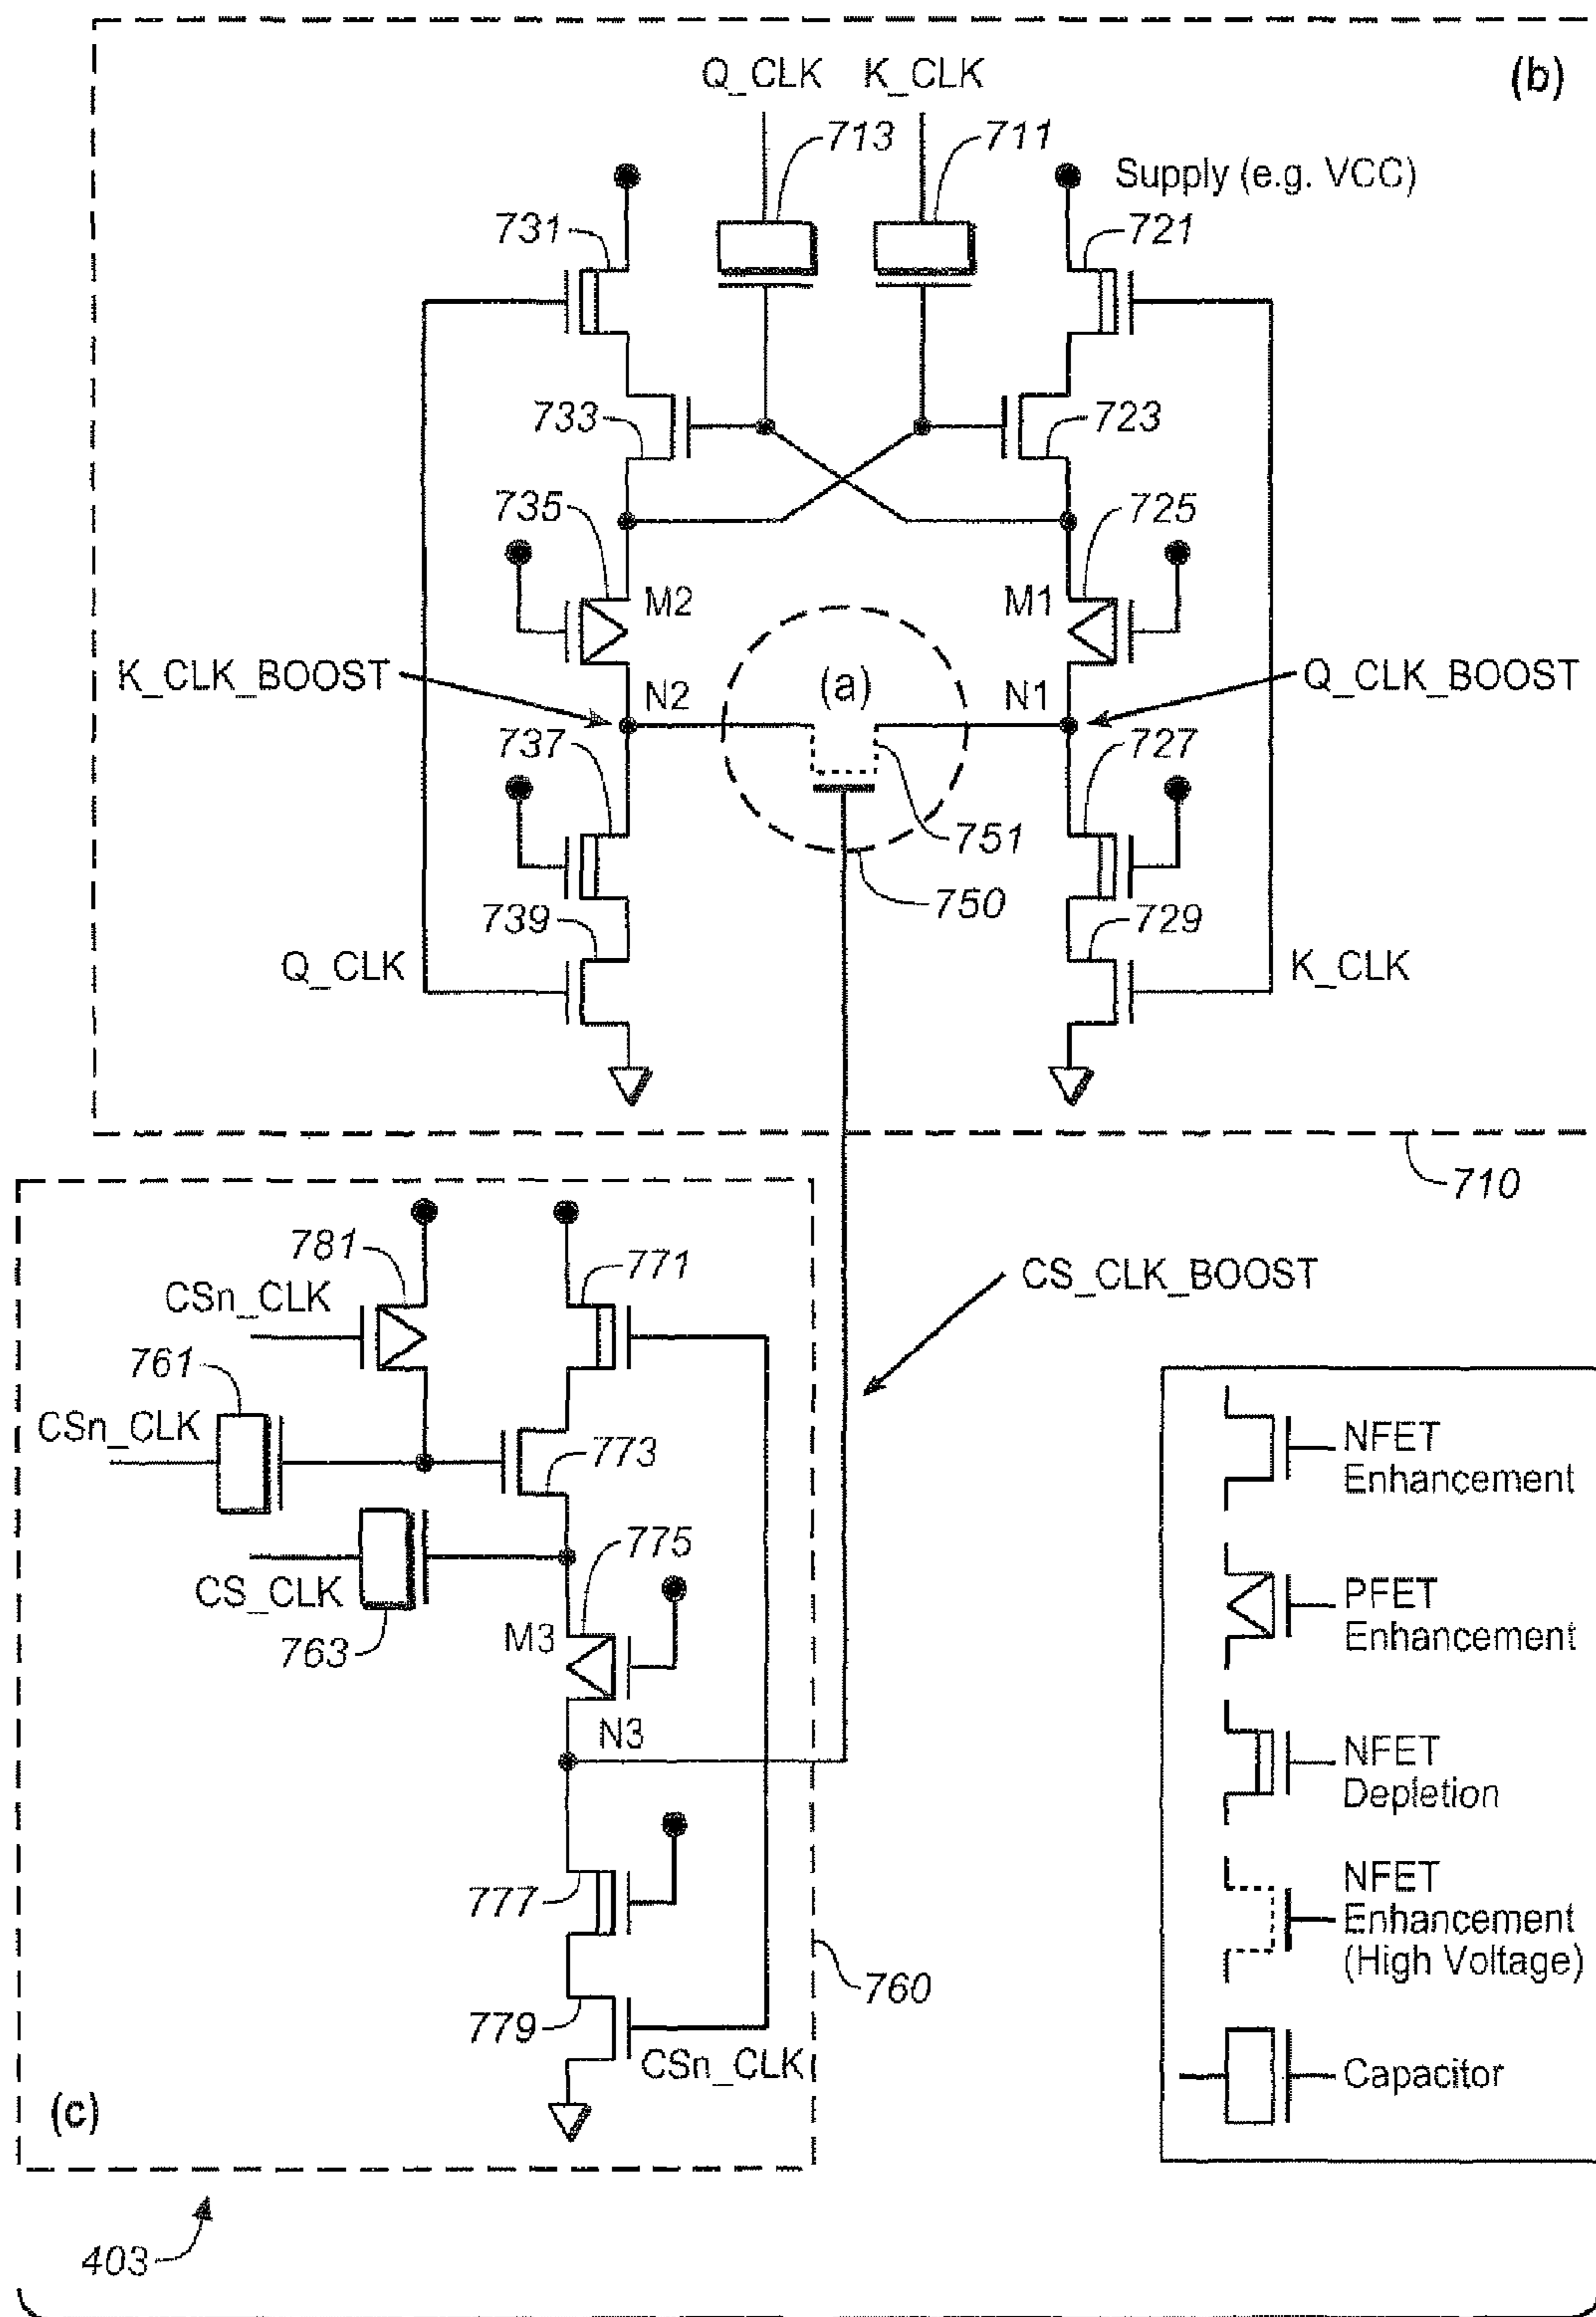 (b)
Q_CLK
K_CLK
713
711
Supply (e.g. VCC)
731
721
733
723
735
725
M2
M1
K_CLK_BOOST
(a)
Q_CLK_BOOST
N2
N1
737
727
751
750
739
729
Q_CLK
K_CLK
710
781
771
CS_CLK_BOOST
CSn_CLK
761
CSn_CLK
773
775
CS_CLK
763
M3
N3
777
760
779
CSn_CLK
(c)
403
NFET
Enhancement
PFET
Enhancement
NFET
Depletion
NFET
Enhancement
(High Voltage)
Capacitor